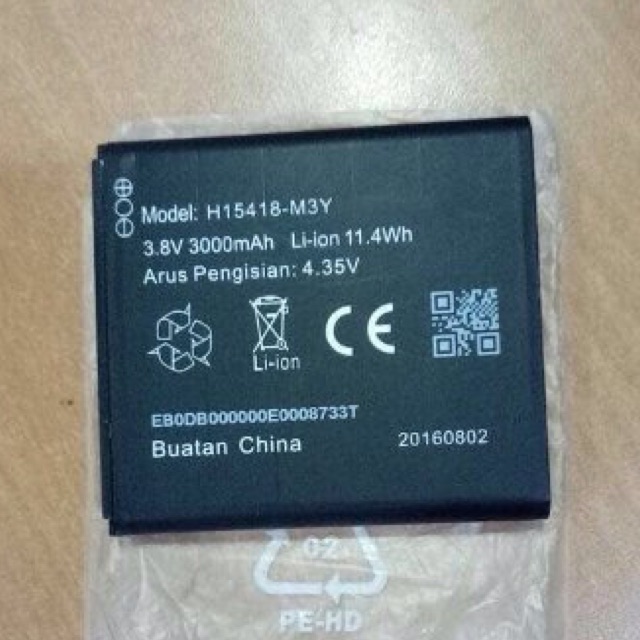 Model: H15418-M3Y
3.8V 3000mAh Li-ion 11.4Wh
Arus Pengisian: 4.35V
Li-ion
CE
EB0DB000000E0008733T
Buatan China
20160802
02
PE-HD